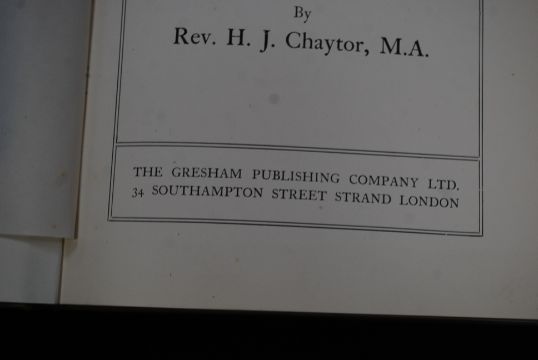 By
Rev. H. J. Chaytor, M.A.
THE GRESHAM PUBLISHING COMPANY LTD.
34 SOUTHAMPTON STREET STRAND LONDON